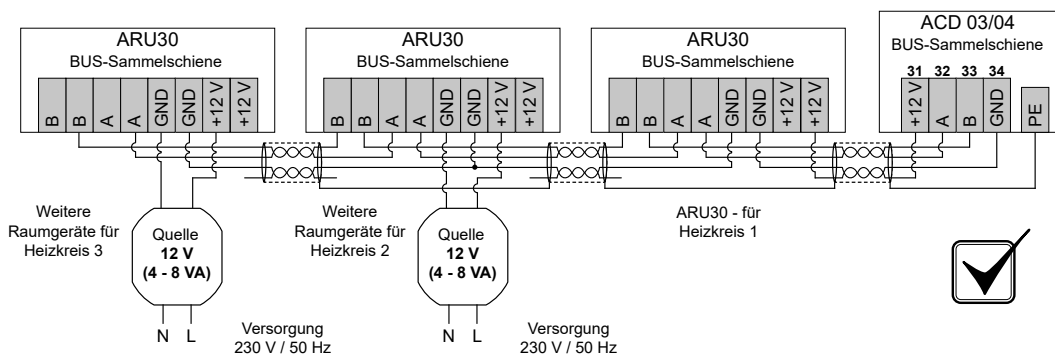 ARU30
BUS-Sammelschiene
B B A A GND GND +12 V +12 V
ARU30
BUS-Sammelschiene
B B A A GND GND +12 V +12 V
ARU30
BUS-Sammelschiene
B B A A GND GND +12 V +12 V
ACD 03/04
BUS-Sammelschiene
31 32 33 34
+12 V A B GND PE
Weitere
Raumgeräte für
Heizkreis 3
Quelle
12 V
(4 - 8 VA)
N L
Versorgung
230 V / 50 Hz
Weitere
Raumgeräte für
Heizkreis 2
Quelle
12 V
(4 - 8 VA)
N L
Versorgung
230 V / 50 Hz
ARU30 - für
Heizkreis 1